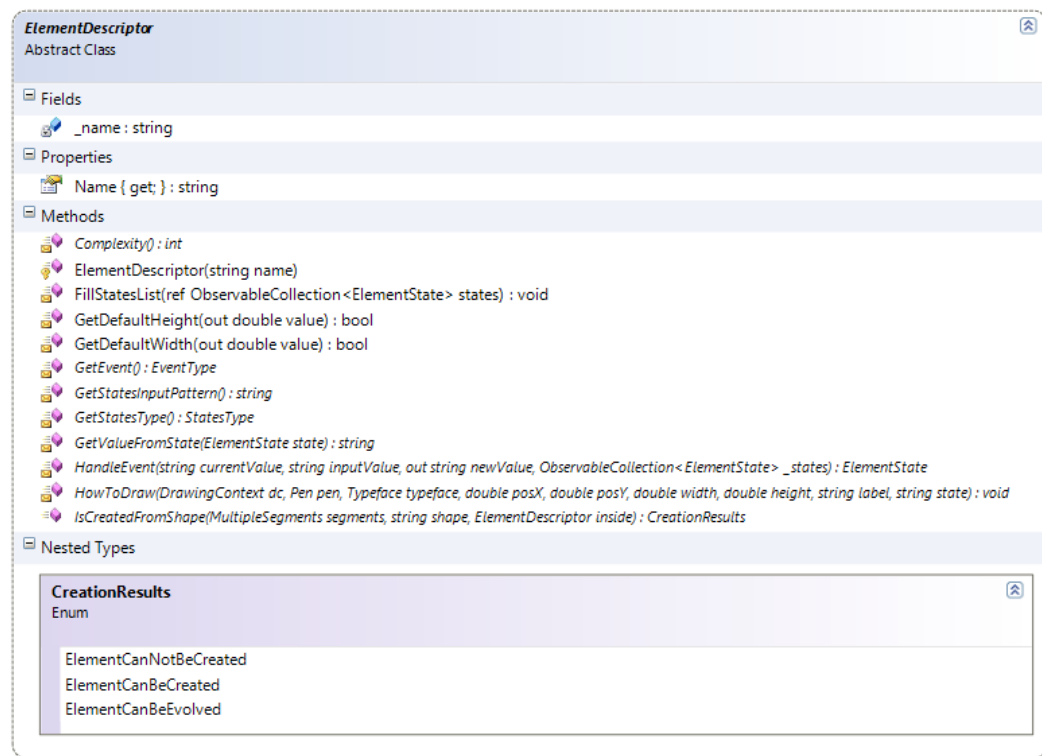 ElementDescriptor
Abstract Class
Fields
_name : string
Properties
Name { get; } : string
Methods
Complexity() : int
ElementDescriptor(string name)
FillStatesList(ref ObservableCollection<ElementState> states) : void
GetDefaultHeight(out double value) : bool
GetDefaultWidth(out double value) : bool
GetEvent() : EventType
GetStatesInputPattern() : string
GetStatesType() : StatesType
GetValueFromState(ElementState state) : string
HandleEvent(string currentValue, string inputValue, out string newValue, ObservableCollection<ElementState> _states) : ElementState
HowToDraw(DrawingContext dc, Pen pen, Typeface typeface, double posX, double posY, double width, double height, string label, string state) : void
IsCreatedFromShape(MultipleSegments segments, string shape, ElementDescriptor inside) : CreationResults
Nested Types
CreationResults
Enum
ElementCanNotBeCreated
ElementCanBeCreated
ElementCanBeEvolved